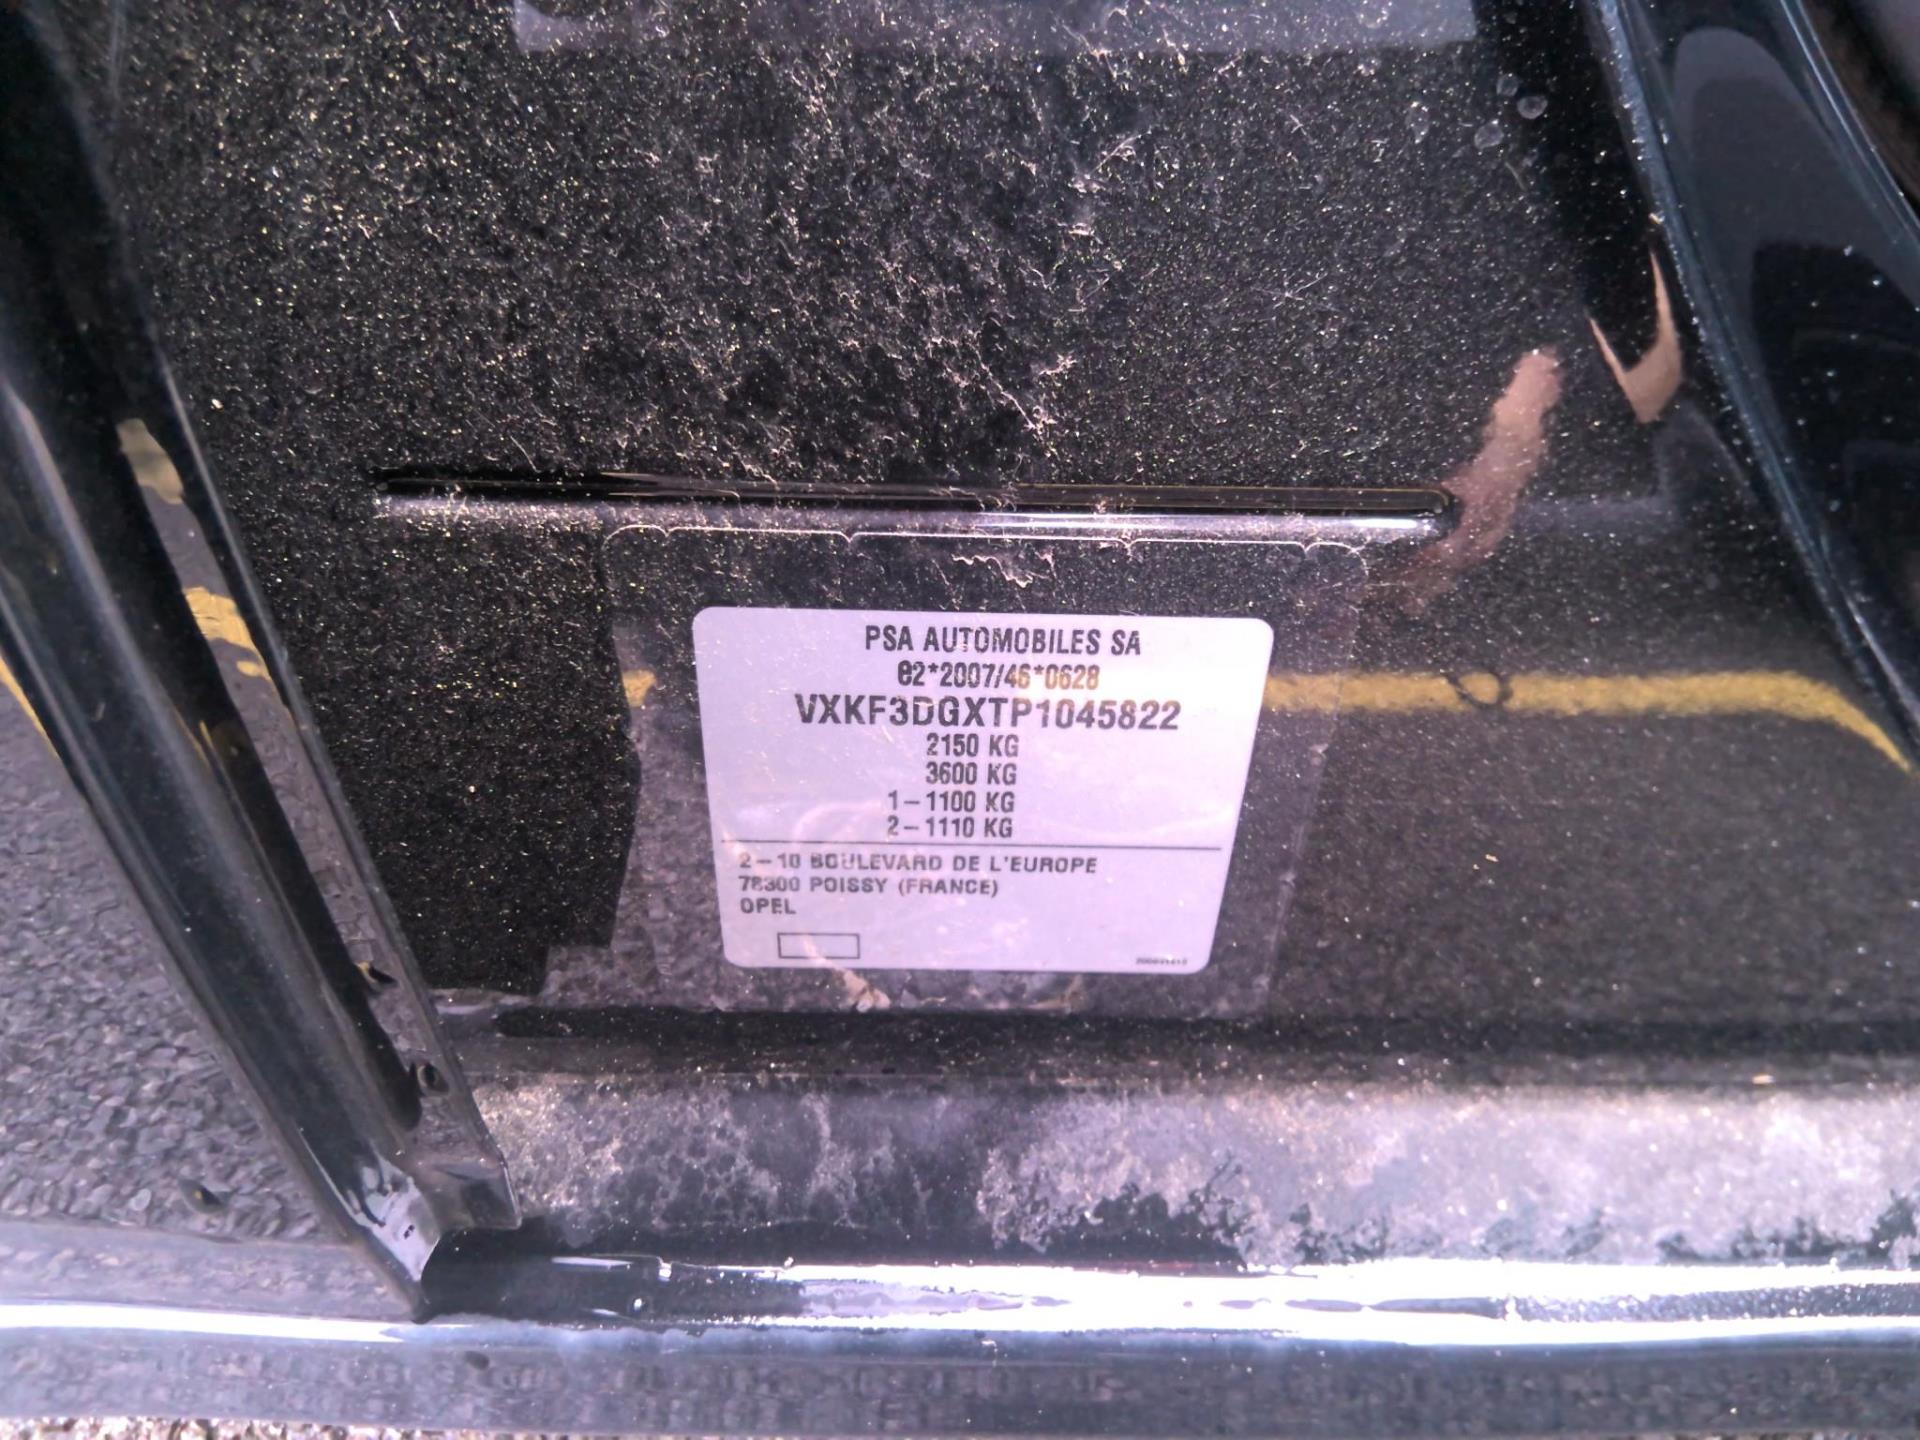 PSA AUTOMOBILES SA
e2*2007/46*0628
VXKF3DGXTP1045822
2150 KG
3600 KG
1-1100 KG
2-1110 KG
2-10 BOULEVARD DE L'EUROPE
78300 POISSY (FRANCE)
OPEL